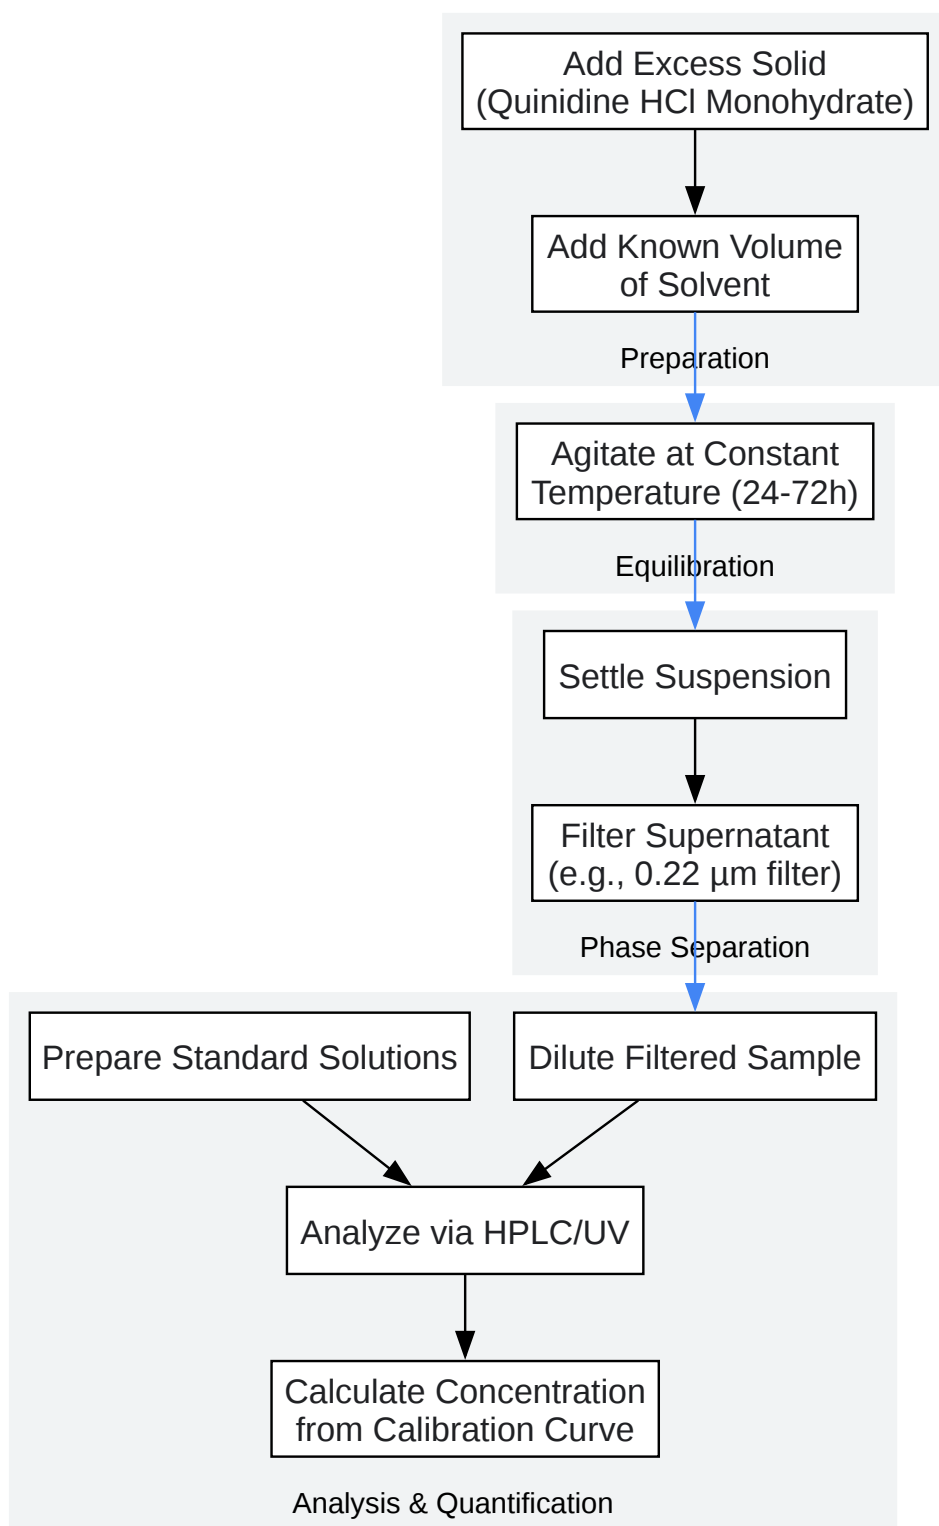 Add Excess Solid
(Quinidine HCl Monohydrate)
Add Known Volume
of Solvent
Preparation
Agitate at Constant
Temperature (24-72h)
Equilibration
Settle Suspension
Filter Supernatant
(e.g., 0.22 µm filter)
Phase Separation
Prepare Standard Solutions
Dilute Filtered Sample
Analyze via HPLC/UV
Calculate Concentration
from Calibration Curve
Analysis & Quantification